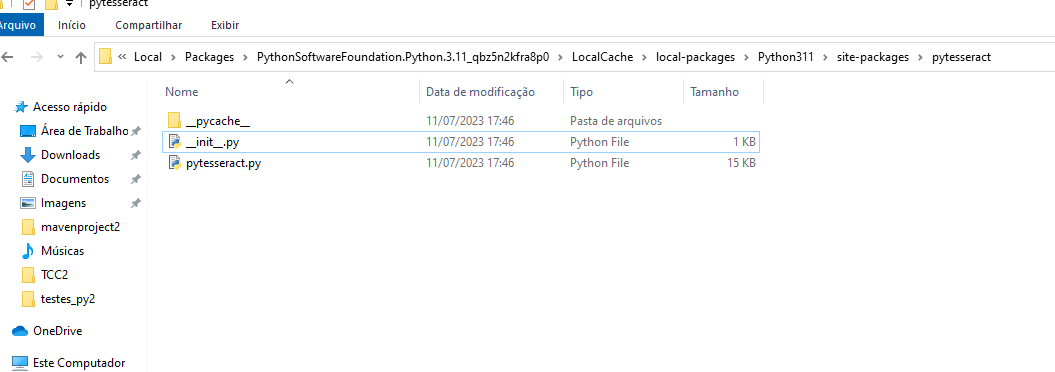 pytesseract
Arquivo Início Compartilhar Exibir
« Local > Packages > PythonSoftwareFoundation.Python.3.11_qbz5n2kfra8p0 > LocalCache > local-packages > Python311 > site-packages > pytesseract
Nome Data de modificação Tipo Tamanho
Acesso rápido
Área de Trabalho
Downloads
Documentos
Imagens
mavenproject2
Músicas
TCC2
testes_py2
OneDrive
Este Computador
__pycache__ 11/07/2023 17:46 Pasta de arquivos
__init__.py 11/07/2023 17:46 Python File 1 KB
pytesseract.py 11/07/2023 17:46 Python File 15 KB